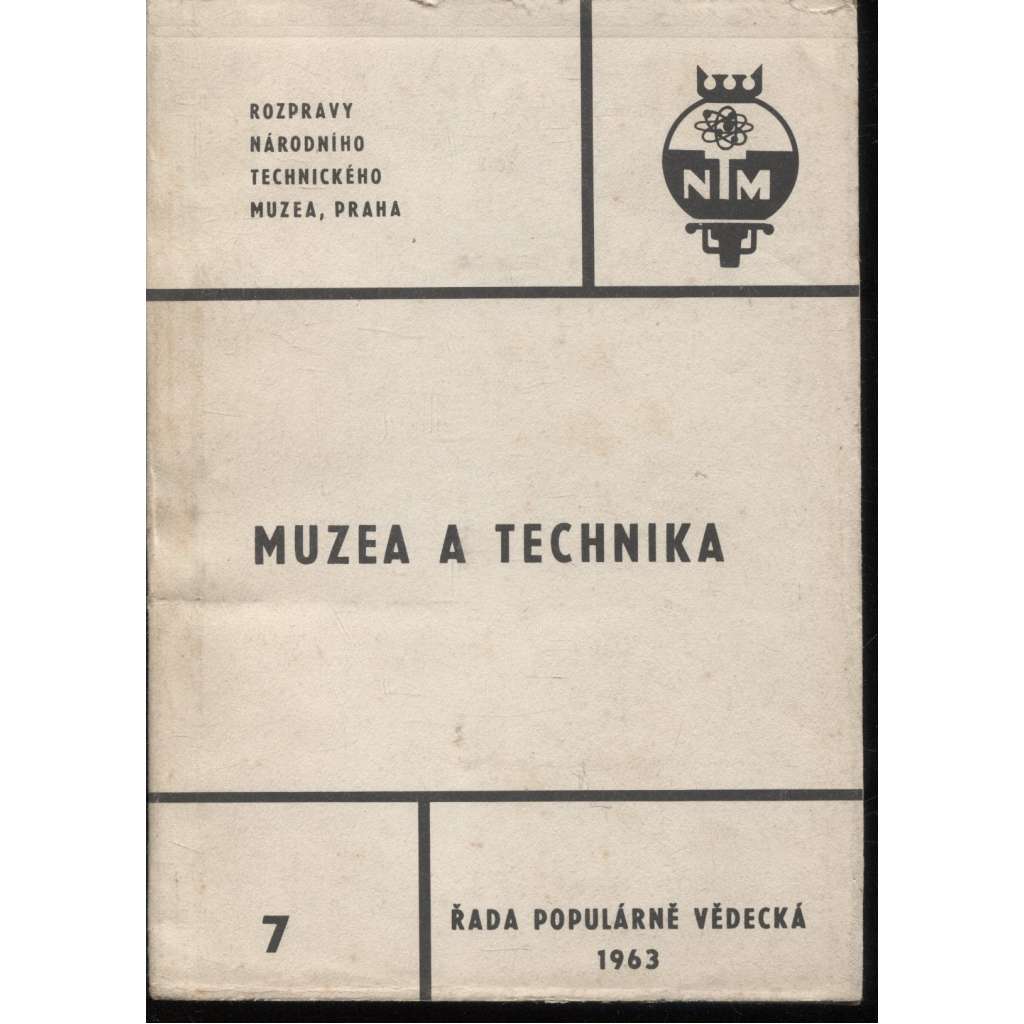 ROZPRAVY
NÁRODNÍHO
TECHNICKÉHO
MUZEA, PRAHA
NTM
MUZEA A TECHNIKA
7
ŘADA POPULÁRNĚ VĚDECKÁ
1963